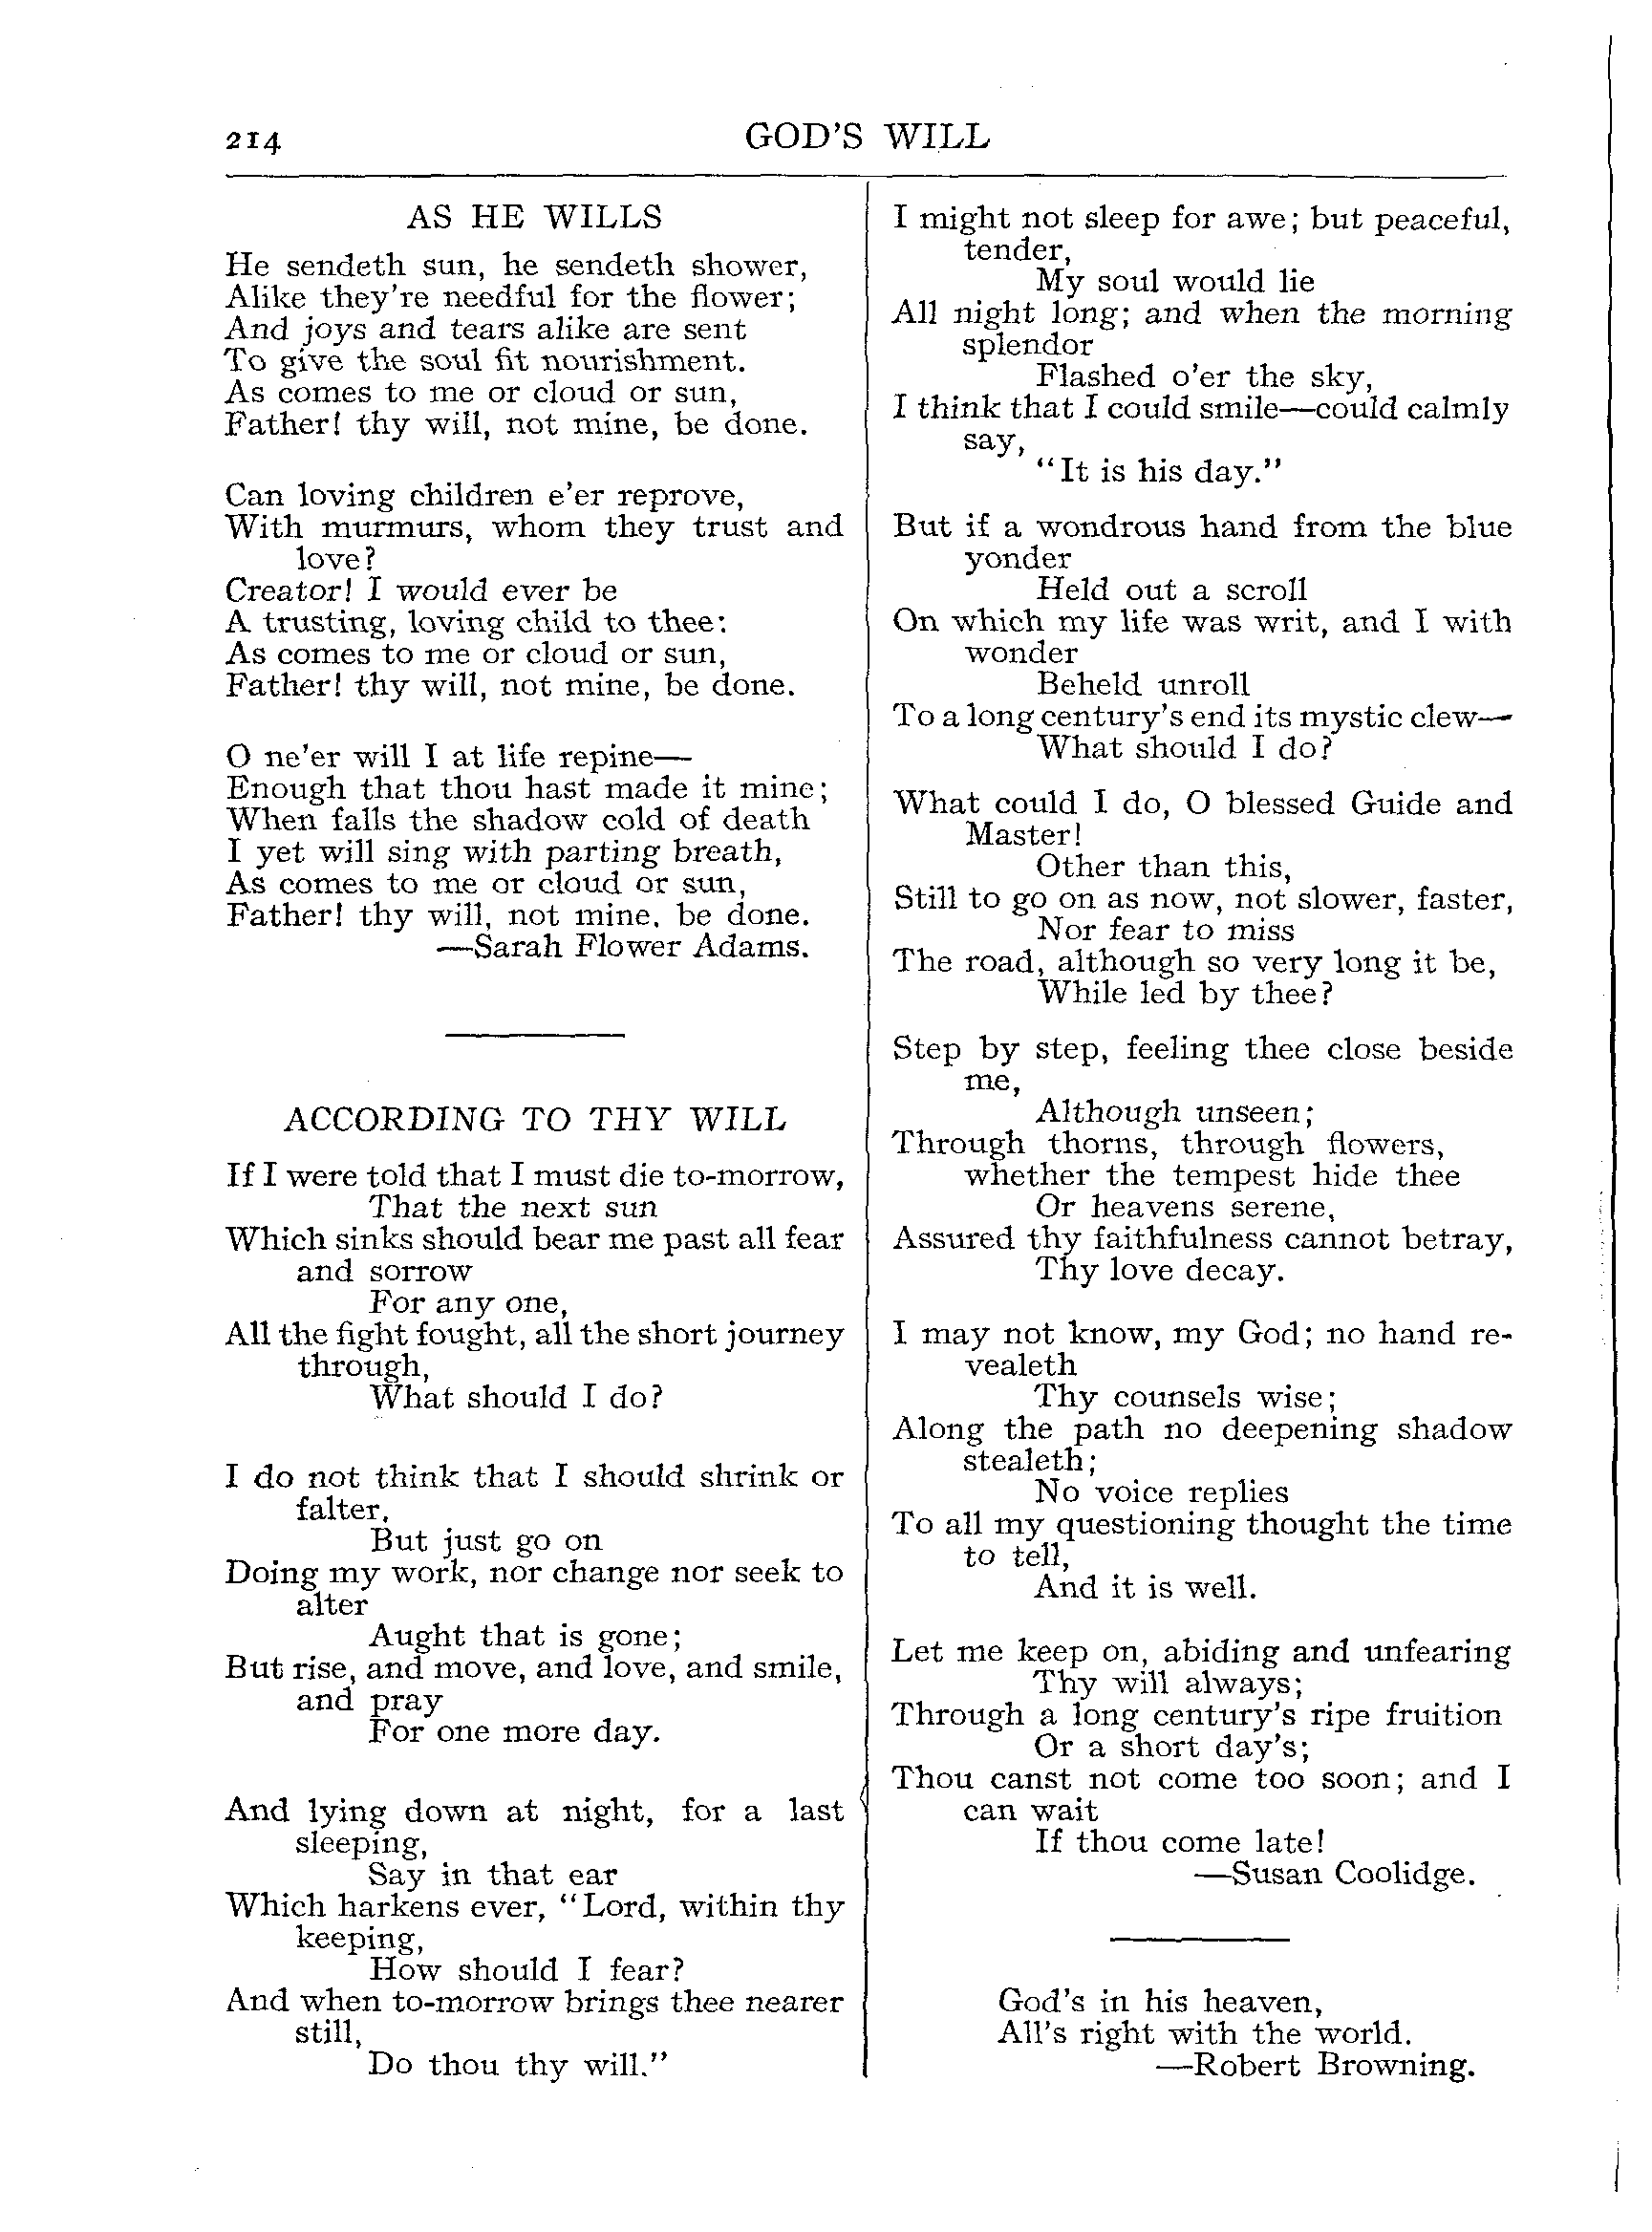 214
GOD'S WILL
AS HE WILLS
He sendeth sun, he sendeth shower,
Alike they're needful for the flower;
And joys and tears alike are sent
To give the soul fit nourishment.
As comes to me or cloud or sun,
Father! thy will, not mine, be done.
Can loving children e'er reprove,
With murmurs, whom they trust and
love?
Creator! I would ever be
A trusting, loving child to thee:
As comes to me or cloud or sun,
Father! thy will, not mine, be done.
O ne'er will I at life repine—
Enough that thou hast made it mine;
When falls the shadow cold of death
I yet will sing with parting breath,
As comes to me or cloud or sun,
Father! thy will, not mine, be done.
—Sarah Flower Adams.
ACCORDING TO THY WILL
If I were told that I must die to-morrow,
That the next sun
Which sinks should bear me past all fear
and sorrow
For any one,
All the fight fought, all the short journey
through,
What should I do?
I do not think that I should shrink or
falter,
But just go on
Doing my work, nor change nor seek to
alter
Aught that is gone;
But rise, and move, and love, and smile,
and pray
For one more day.
And lying down at night, for a last
sleeping,
Say in that ear
Which harkens ever, "Lord, within thy
keeping,
How should I fear?
And when to-morrow brings thee nearer
still,
Do thou thy will."
I might not sleep for awe; but peaceful,
tender,
My soul would lie
All night long; and when the morning
splendor
Flashed o'er the sky,
I think that I could smile—could calmly
say,
"It is his day."
But if a wondrous hand from the blue
yonder
Held out a scroll
On which my life was writ, and I with
wonder
Beheld unroll
To a long century's end its mystic clew—
What should I do?
What could I do, O blessed Guide and
Master!
Other than this,
Still to go on as now, not slower, faster,
Nor fear to miss
The road, although so very long it be,
While led by thee?
Step by step, feeling thee close beside
me,
Although unseen;
Through thorns, through flowers,
whether the tempest hide thee
Or heavens serene,
Assured thy faithfulness cannot betray,
Thy love decay.
I may not know, my God; no hand re-
vealeth
Thy counsels wise;
Along the path no deepening shadow
stealeth;
No voice replies
To all my questioning thought the time
to tell,
And it is well.
Let me keep on, abiding and unfearing
Thy will always;
Through a long century's ripe fruition
Or a short day's;
Thou canst not come too soon; and I
can wait
If thou come late!
—Susan Coolidge.
God's in his heaven,
All's right with the world.
—Robert Browning.